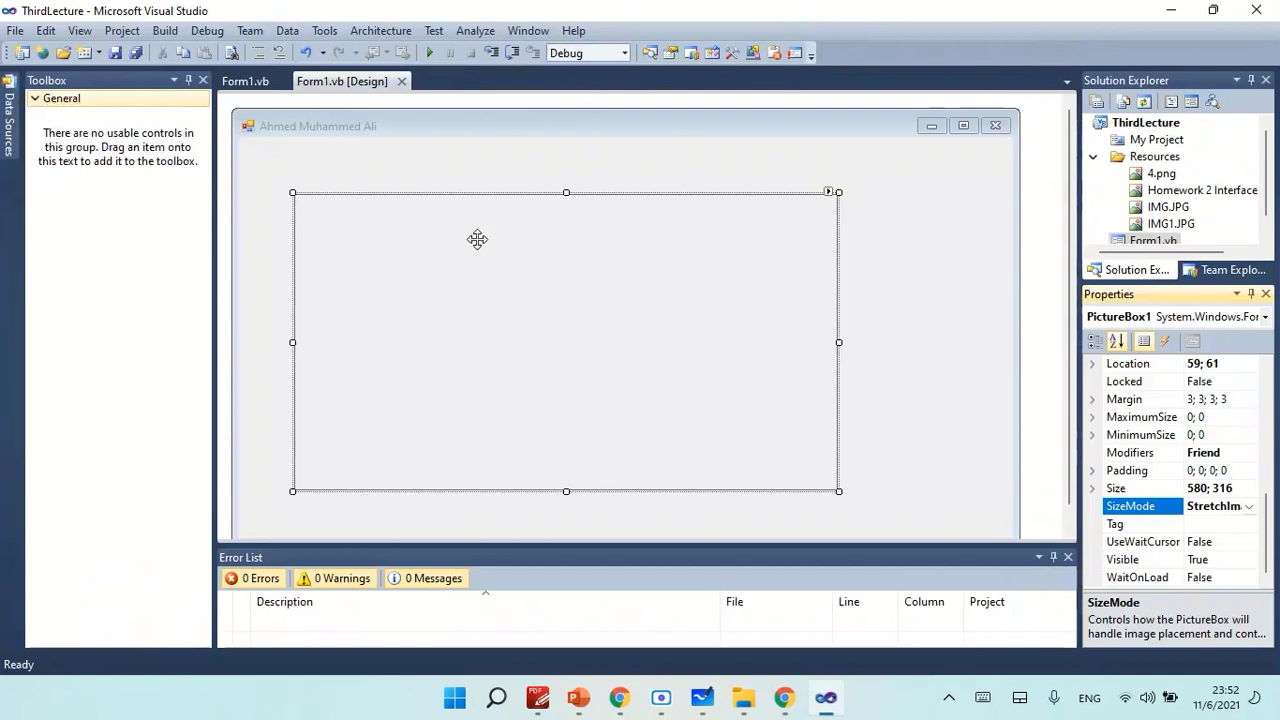 ThirdLecture - Microsoft Visual Studio
File Edit View Project Build Debug Team Data Tools Architecture Test Analyze Window Help
Debug
Data Sources
Toolbox
General
There are no usable controls in
this group. Drag an item onto
this text to add it to the toolbox.
Form1.vb Form1.vb [Design]
Ahmed Muhammed Ali
Solution Explorer
ThirdLecture
My Project
Resources
4.png
Homework 2 Interface
IMG.JPG
IMG1.JPG
Form1.vb
Solution Ex... Team Explo...
Properties
PictureBox1 System.Windows.For
Location 59; 61
Locked False
Margin 3; 3; 3; 3
MaximumSize 0; 0
MinimumSize 0; 0
Modifiers Friend
Padding 0; 0; 0; 0
Size 580; 316
SizeMode StretchIm
Tag
UseWaitCursor False
Visible True
WaitOnLoad False
SizeMode
Controls how the PictureBox will
handle image placement and cont...
Error List
0 Errors 0 Warnings 0 Messages
Description File Line Column Project
Ready
PDF
ENG
23:52
11/6/2021